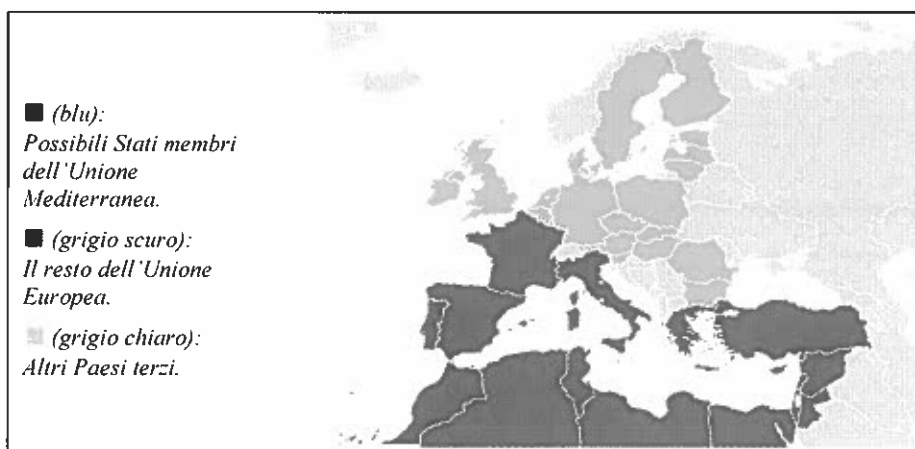 (blu):
Possibili Stati membri
dell'Unione
Mediterranea.
(grigio scuro):
Il resto dell'Unione
Europea.
(grigio chiaro):
Altri Paesi terzi.